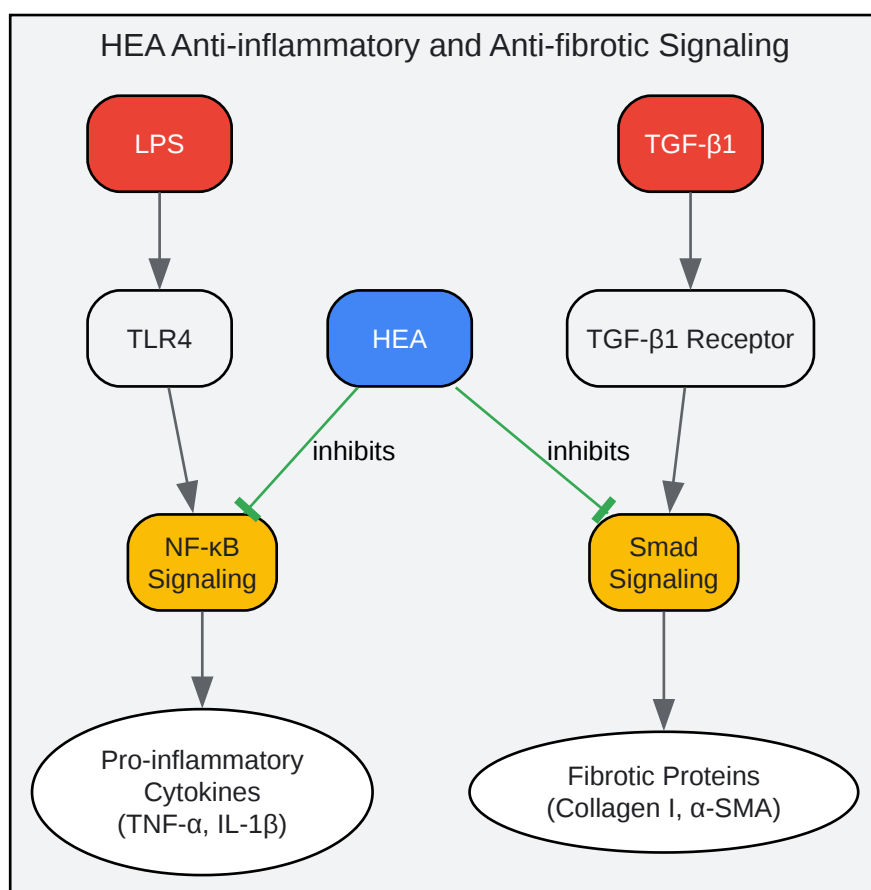 HEA Anti-inflammatory and Anti-fibrotic Signaling
LPS
TGF-β1
TLR4
HEA
TGF-β1 Receptor
inhibits
inhibits
NF-κB
Signaling
Smad
Signaling
Pro-inflammatory
Cytokines
(TNF-α, IL-1β)
Fibrotic Proteins
(Collagen I, α-SMA)